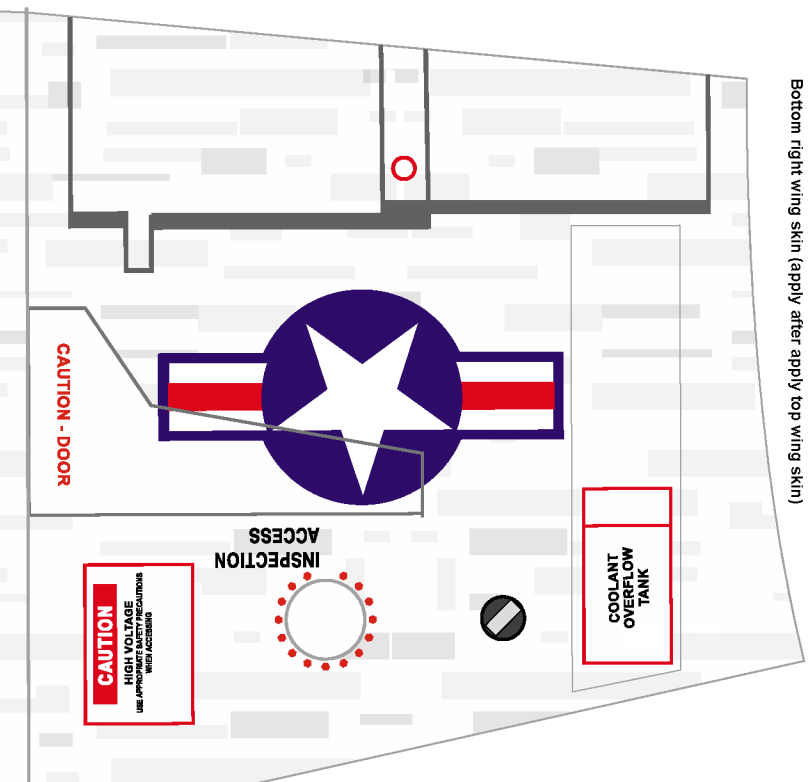 Bottom right wing skin (apply after apply top wing skin)
CAUTION - DOOR
INSPECTION
ACCESS
CAUTION
HIGH VOLTAGE
USE APPROPRIATE SAFETY PRECAUTIONS
WHEN ACCESSING
COOLANT
OVERFLOW
TANK